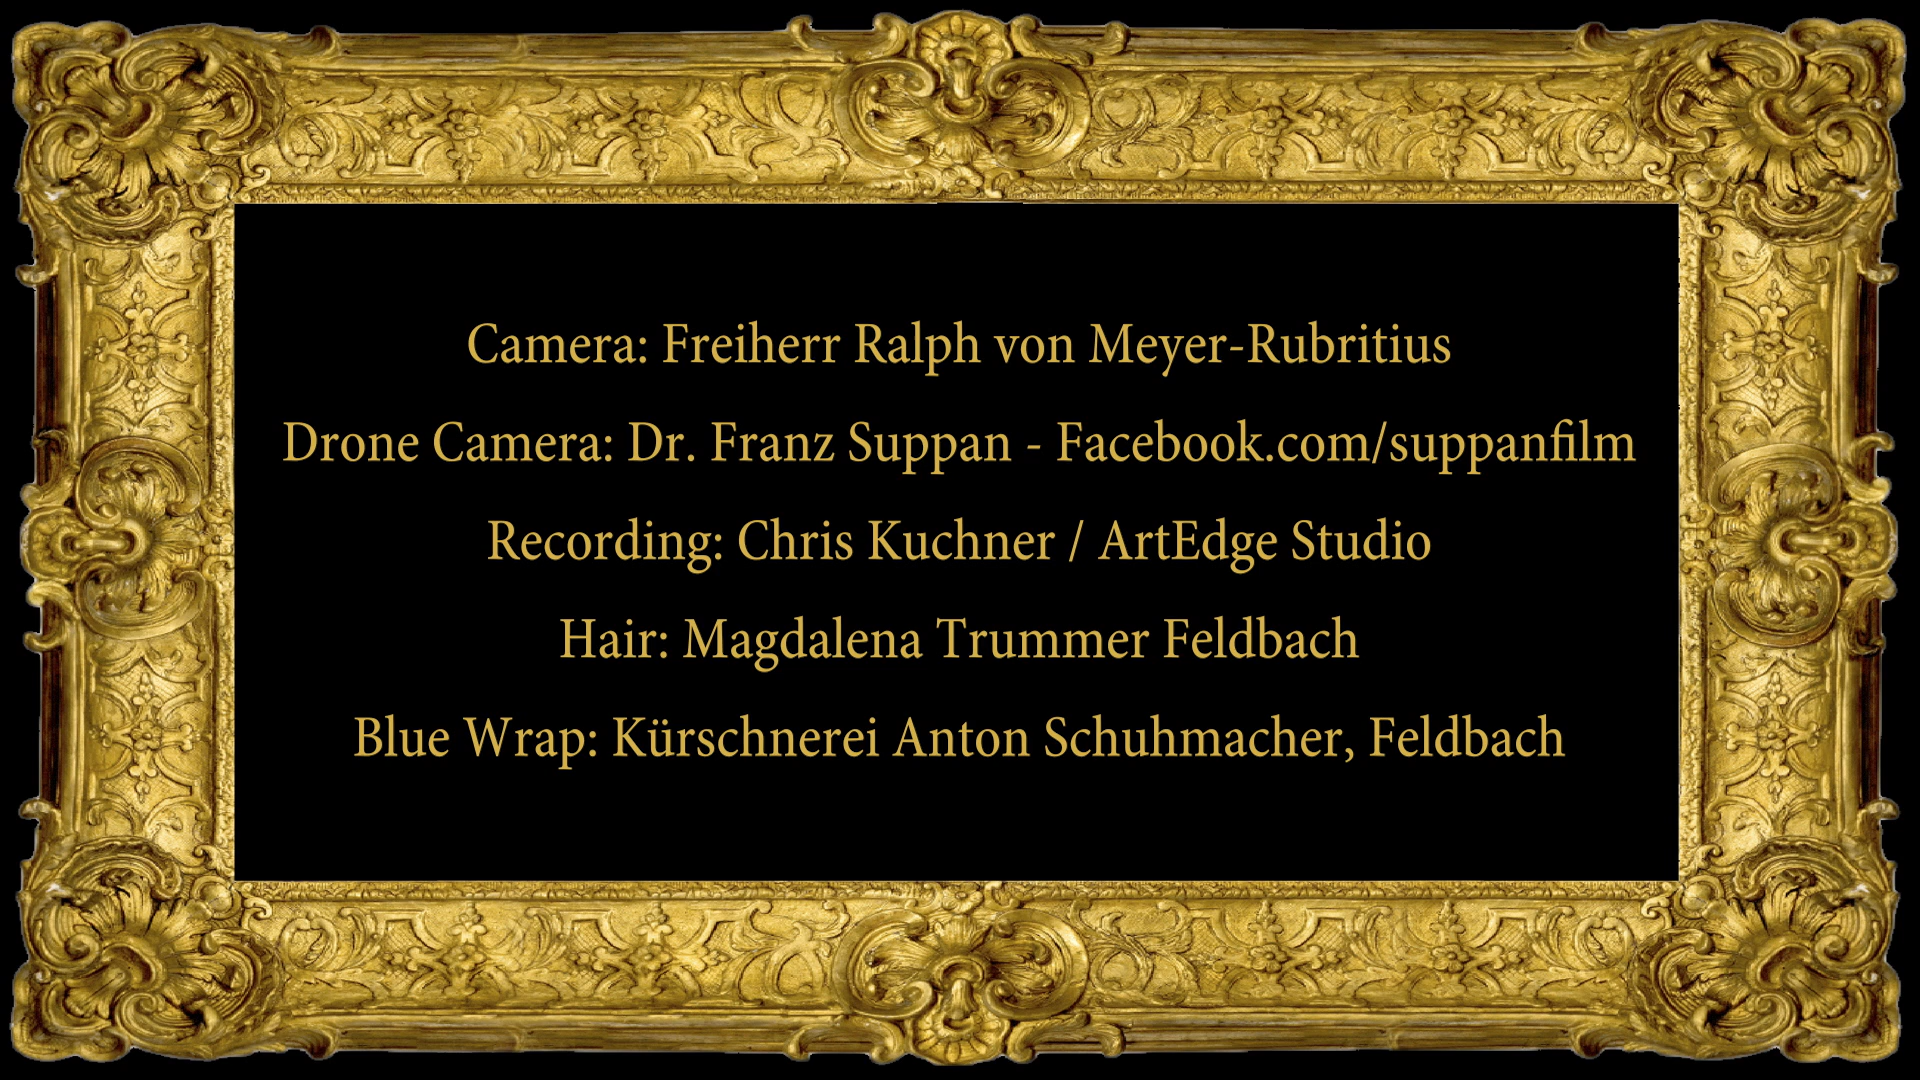 Camera: Freiherr Ralph von Meyer-Rubritius
Drone Camera: Dr. Franz Suppan - Facebook.com/suppanfilm
Recording: Chris Kuchner / ArtEdge Studio
Hair: Magdalena Trummer Feldbach
Blue Wrap: Kürschnerei Anton Schuhmacher, Feldbach